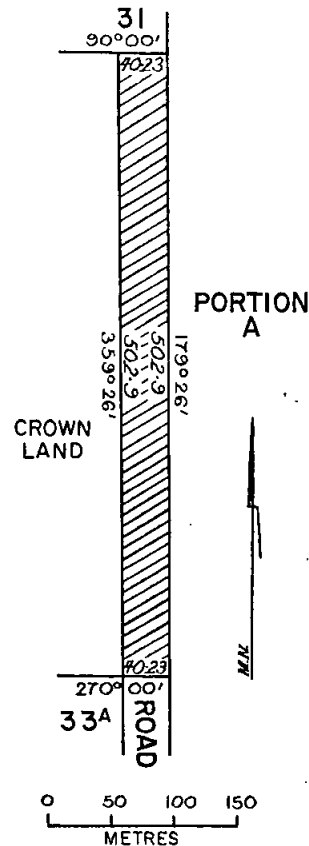 31
90°00'
40·23
PORTION
A
359°26'
502·9
502·9
179°26'
CROWN
LAND
40·23
270° 00'
33A
ROAD
0 50 100 150
METRES